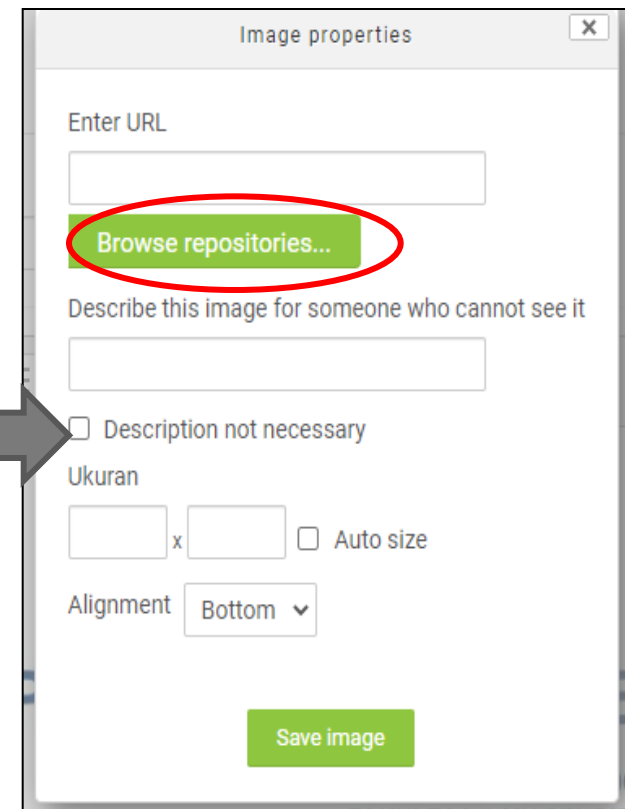 Image properties
Enter URL
Browse repositories...
Describe this image for someone who cannot see it
Description not necessary
Ukuran
x
Auto size
Alignment
Bottom
Save image